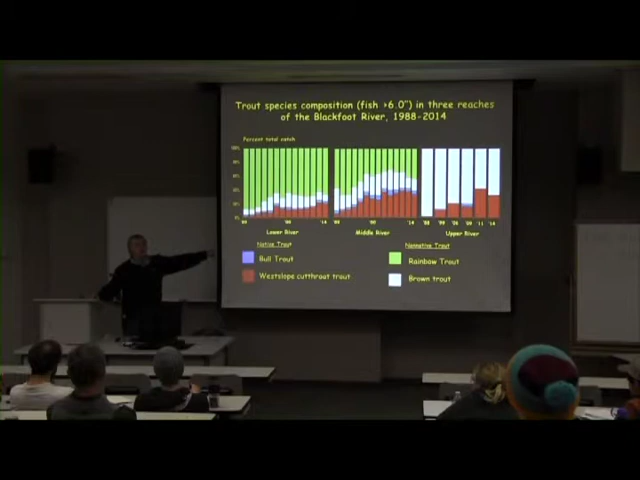 Trout species composition (fish >6.0") in three reaches
of the Blackfoot River, 1988-2014
Percent total catch
100%
Lower River
Middle River
Upper River
Native Trout
Nonnative Trout
Bull Trout
Rainbow Trout
Westslope cutthroat trout
Brown trout